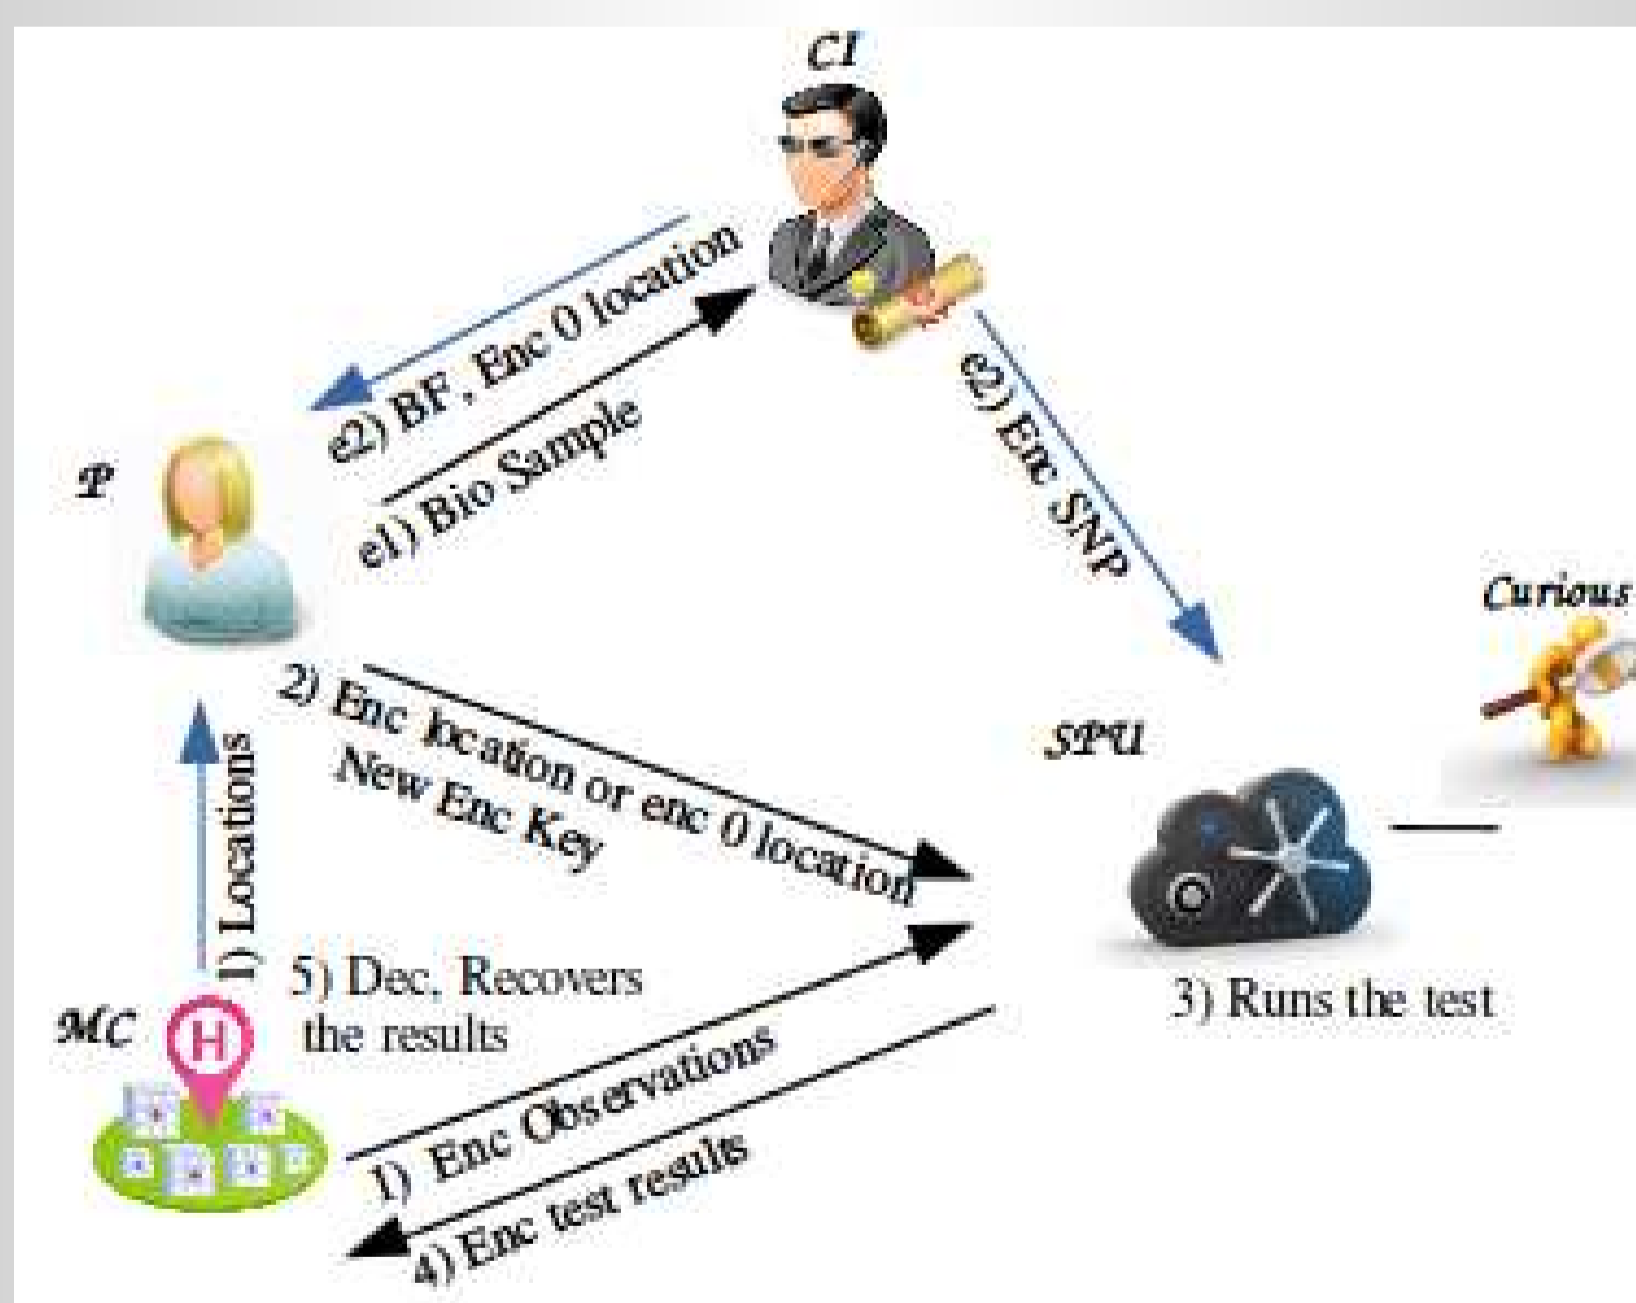 CI
e2) BF, Enc 0 location
e1) Bio Sample
e2) Enc SNP
P
Curious
2) Enc location or enc 0 location
New Enc Key
SPU
1) Locations
5) Dec, Recovers
the results
MC
H
3) Runs the test
1) Enc Observations
4) Enc test results